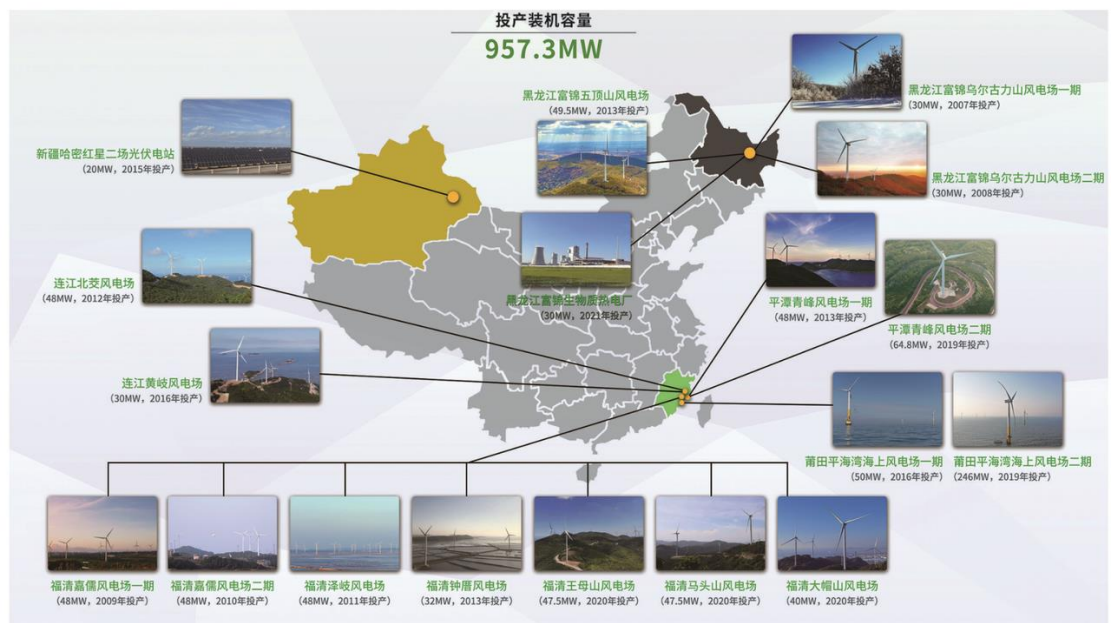 投产装机容量
957.3MW
黑龙江富锦乌尔古力山风电场一期
(30MW，2007年投产)
黑龙江富锦五顶山风电场
(49.5MW，2013年投产)
新疆哈密红星二场光伏电站
(20MW，2015年投产)
黑龙江富锦乌尔古力山风电场二期
(30MW，2008年投产)
连江北茭风电场
(48MW，2012年投产)
黑龙江富锦生物质热电厂
(30MW，2021年投产)
平潭青峰风电场一期
(48MW，2013年投产)
平潭青峰风电场二期
(64.8MW，2019年投产)
连江黄岐风电场
(30MW，2016年投产)
莆田平海湾海上风电场一期
(50MW，2016年投产)
莆田平海湾海上风电场二期
(246MW，2019年投产)
福清嘉儒风电场一期
(48MW，2009年投产)
福清嘉儒风电场二期
(48MW，2010年投产)
福清泽岐风电场
(48MW，2011年投产)
福清钟厝风电场
(32MW，2013年投产)
福清王母山风电场
(47.5MW，2020年投产)
福清马头山风电场
(47.5MW，2020年投产)
福清大帽山风电场
(40MW，2020年投产)